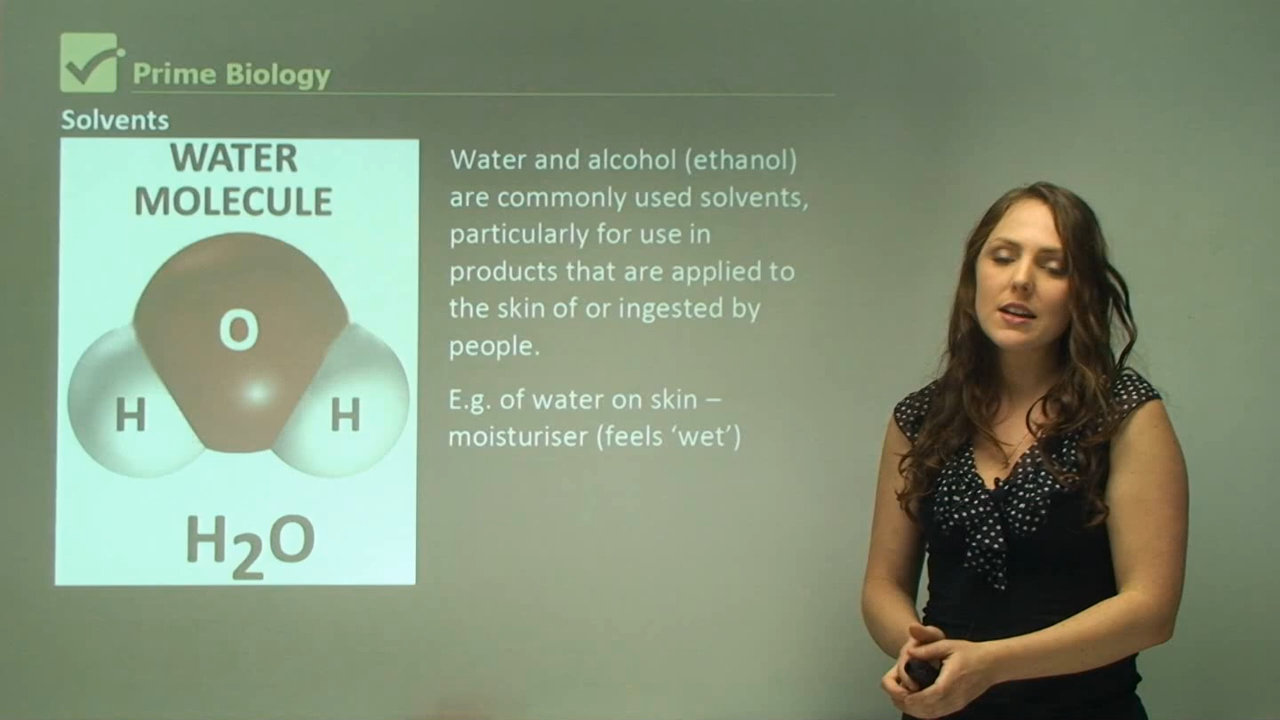 Prime Biology
Solvents
WATER
MOLECULE
O
H
H
H2O
Water and alcohol (ethanol)
are commonly used solvents,
particularly for use in
products that are applied to
the skin of or ingested by
people.
E.g. of water on skin –
moisturiser (feels ‘wet’)